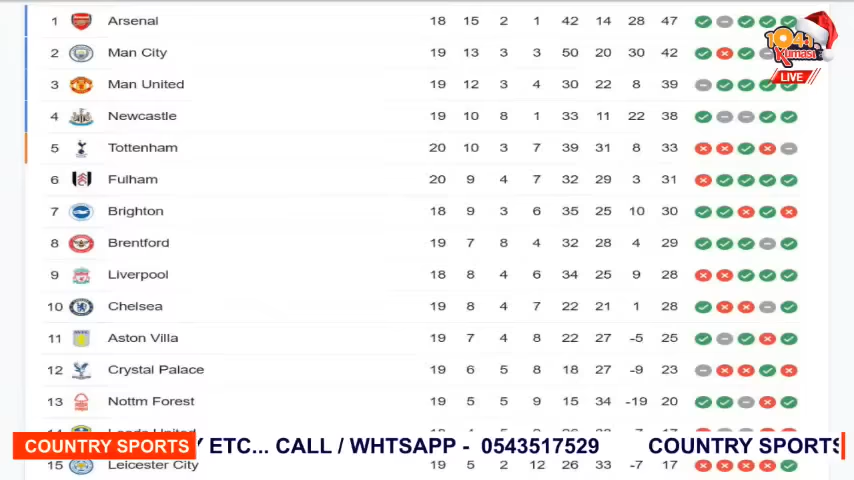 1 Arsenal 18 15 2 1 42 14 28 47
2 Man City 19 13 3 3 50 20 30 42
3 Man United 19 12 3 4 30 22 8 39
4 Newcastle 19 10 8 1 33 11 22 38
5 Tottenham 20 10 3 7 39 31 8 33
6 Fulham 20 9 4 7 32 29 3 31
7 Brighton 18 9 3 6 35 25 10 30
8 Brentford 19 7 8 4 32 28 4 29
9 Liverpool 18 8 4 6 34 25 9 28
10 Chelsea 19 8 4 7 22 21 1 28
11 Aston Villa 19 7 4 8 22 27 -5 25
12 Crystal Palace 19 6 5 8 18 27 -9 23
13 Nottm Forest 19 5 5 9 15 34 -19 20
15 Leicester City 19 5 2 12 26 33 -7 17
104.1
Kumasi
LIVE
COUNTRY SPORTS
Y ETC... CALL / WHTSAPP - 0543517529 COUNTRY SPORTS